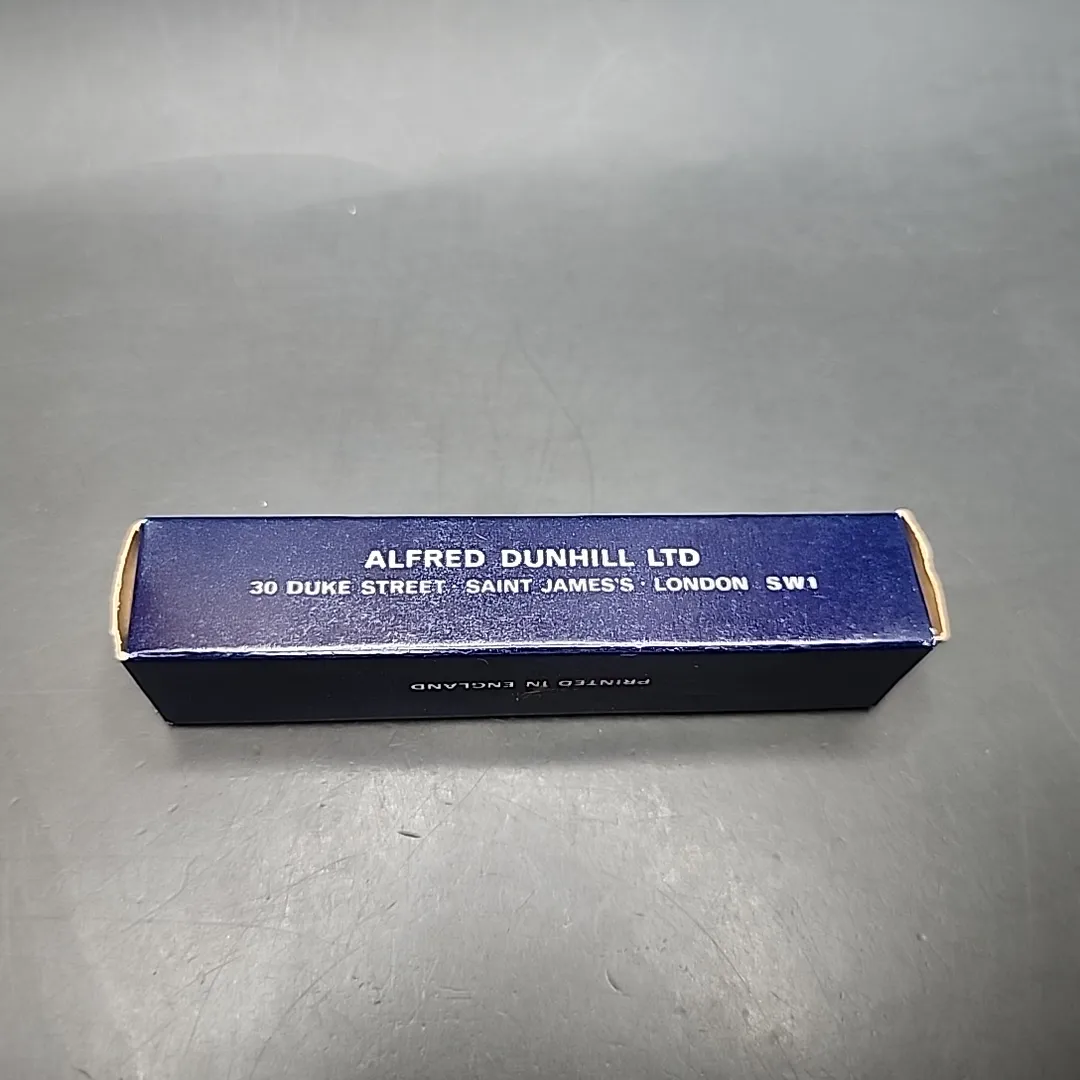 ALFRED DUNHILL LTD
30 DUKE STREET SAINT JAMES'S · LONDON SW1
PRINTED IN ENGLAND